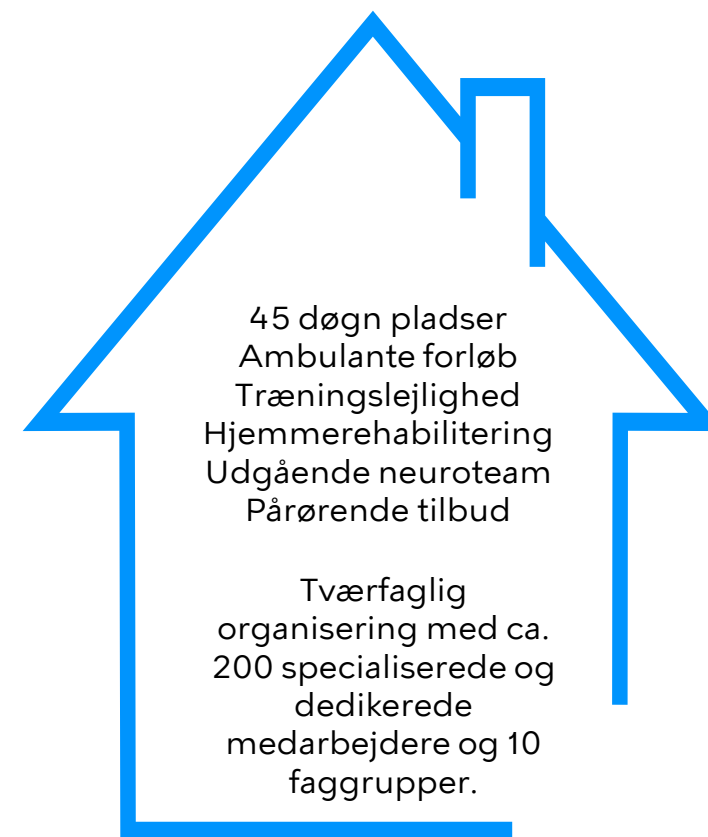 45 døgn pladser
Ambulante forløb
Træningslejlighed
Hjemmerehabilitering
Udgående neuroteam
Pårørende tilbud
Tværfaglig
organisering med ca.
200 specialiserede og
dedikerede
medarbejdere og 10
faggrupper.